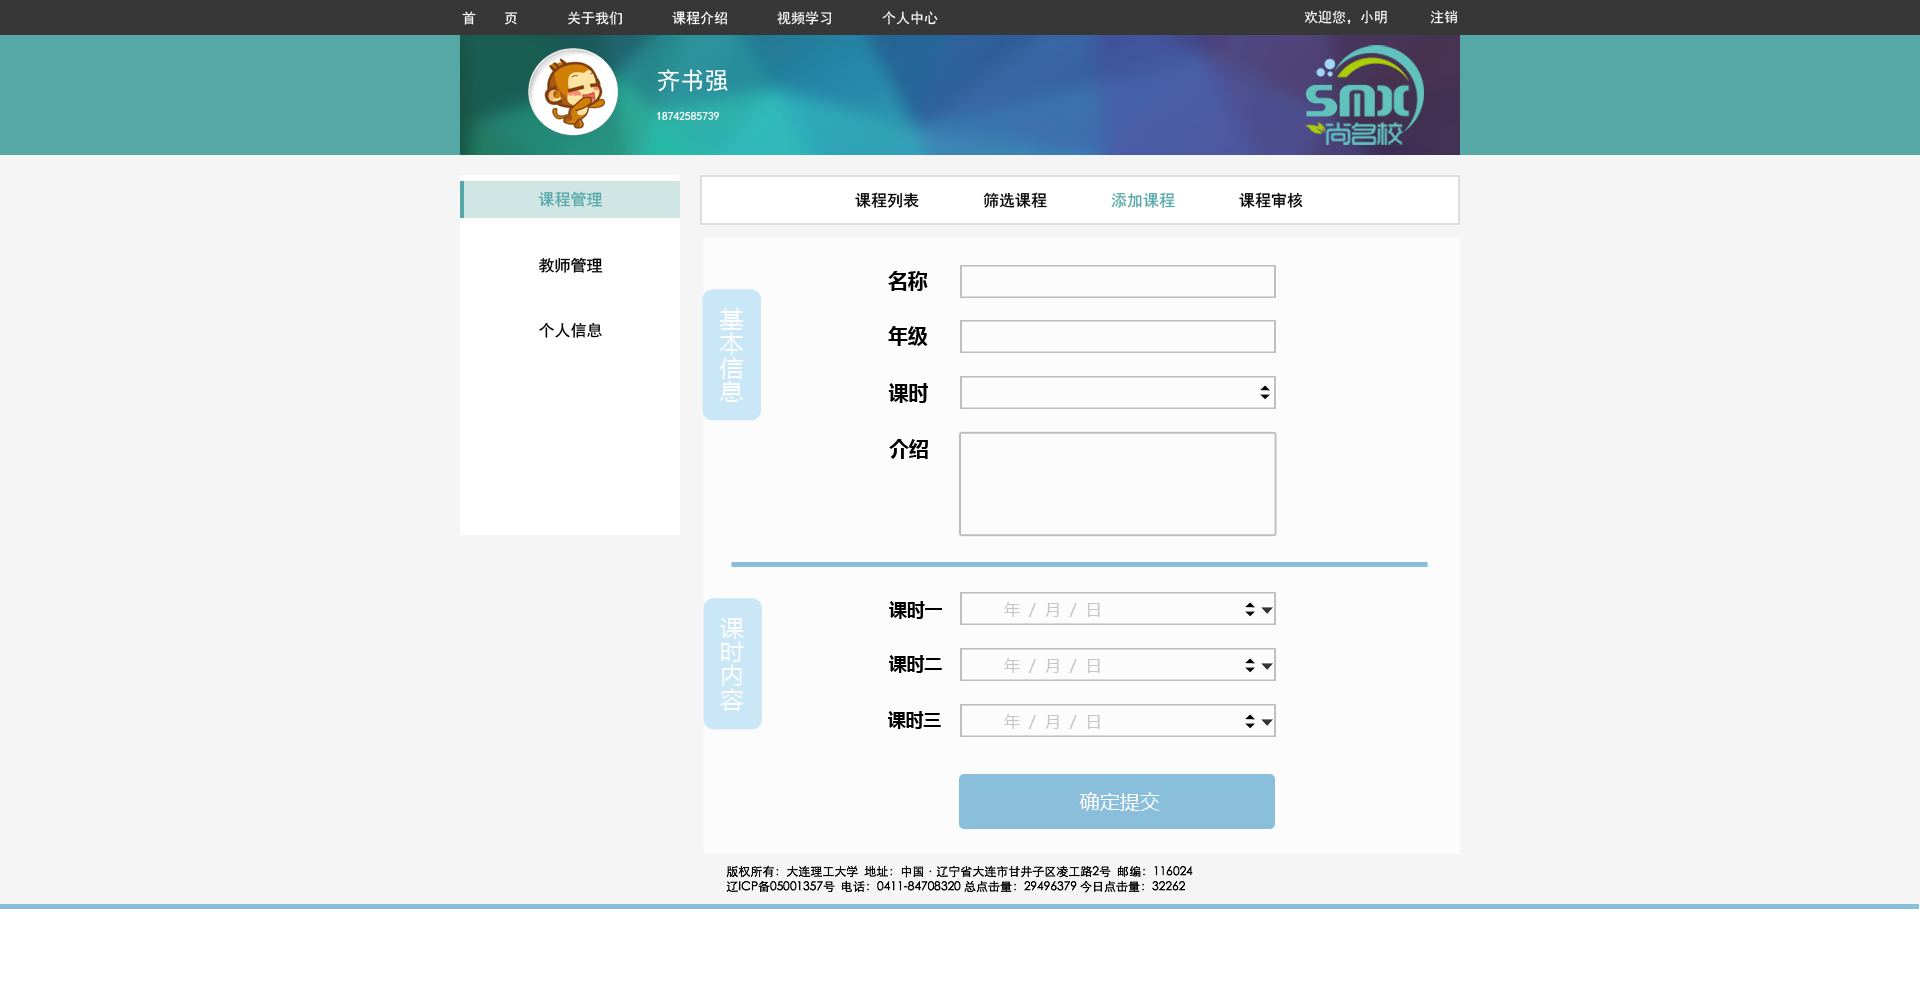 首 页 关于我们 课程介绍 视频学习 个人中心 欢迎您，小明 注销
齐书强
18742585739
smx
尚名校
课程管理
教师管理
个人信息
课程列表 筛选课程 添加课程 课程审核
基本信息
名称
年级
课时
介绍
课时内容
课时一 年 / 月 / 日
课时二 年 / 月 / 日
课时三 年 / 月 / 日
确定提交
版权所有：大连理工大学 地址：中国·辽宁省大连市甘井子区凌工路2号 邮编：116024
辽ICP备05001357号 电话：0411-84708320 总点击量：29496379 今日点击量：32262